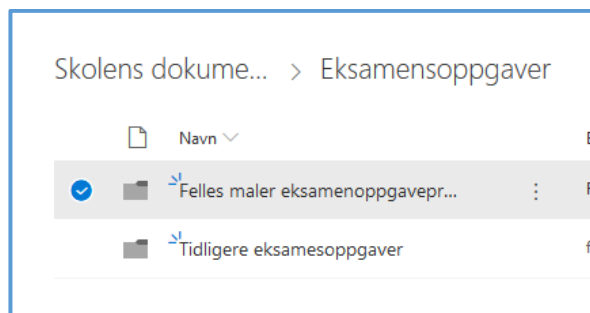 Skolens dokume... > Eksamensoppgaver
Navn
Felles maler eksamenoppgavepr...
Tidligere eksamesoppgaver